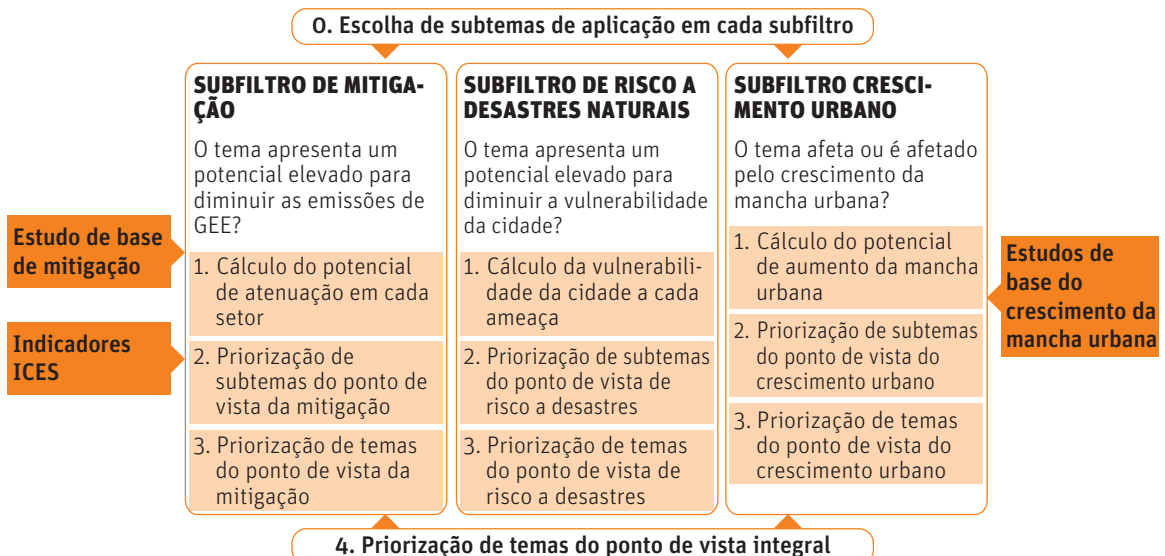 0. Escolha de subtemas de aplicação em cada subfiltro
SUBFILTRO DE MITIGA-
ÇÃO
O tema apresenta um
potencial elevado para
diminuir as emissões de
GEE?
1. Cálculo do potencial
de atenuação em cada
setor
2. Priorização de
subtemas do ponto de
vista da mitigação
3. Priorização de temas
do ponto de vista da
mitigação
SUBFILTRO DE RISCO A
DESASTRES NATURAIS
O tema apresenta um
potencial elevado para
diminuir a vulnerabilidade
da cidade?
1. Cálculo da vulnerabili-
dade da cidade a cada
ameaça
2. Priorização de subtemas
do ponto de vista de
risco a desastres
3. Priorização de temas
do ponto de vista de
risco a desastres
SUBFILTRO CRESCI-
MENTO URBANO
O tema afeta ou é afetado
pelo crescimento da
mancha urbana?
1. Cálculo do potencial
de aumento da mancha
urbana
2. Priorização de subtemas
do ponto de vista do
crescimento urbano
3. Priorização de temas
do ponto de vista do
crescimento urbano
Estudo de base
de mitigação
Indicadores
ICES
Estudos de
base do
crescimento da
mancha urbana
4. Priorização de temas do ponto de vista integral